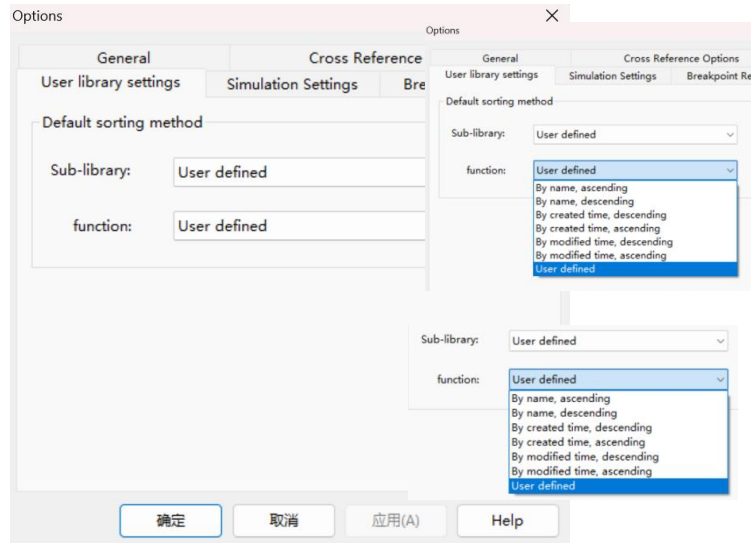 Options
General
Cross Reference
User library settings
Simulation Settings
Bre
Default sorting method
Sub-library:
User defined
function:
User defined
确定
取消
应用(A)
Help
Options
General
Cross Reference Options
User library settings
Simulation Settings
Breakpoint Re
Default sorting method
Sub-library:
User defined
function:
User defined
By name, ascending
By name, descending
By created time, descending
By created time, ascending
By modified time, descending
By modified time, ascending
User defined
Sub-library:
User defined
function:
User defined
By name, ascending
By name, descending
By created time, descending
By created time, ascending
By modified time, descending
By modified time, ascending
User defined